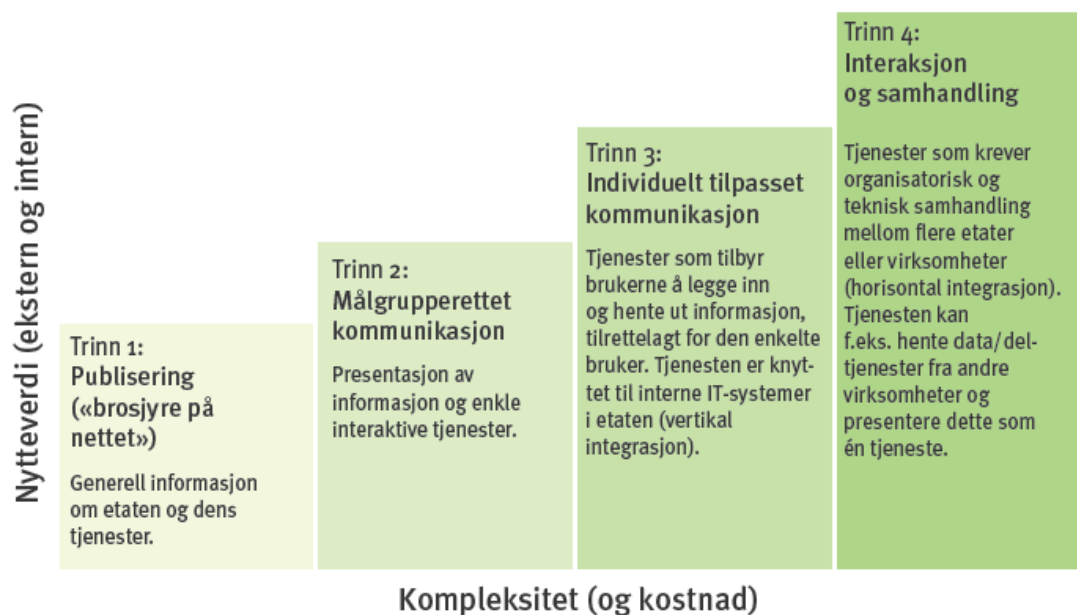 Nytteverdi (ekstern og intern)
Trinn 1:
Publisering
(«brosjyre på
nettet»)
Generell informasjon
om etaten og dens
tjenester.
Trinn 2:
Målgrupperettet
kommunikasjon
Presentasjon av
informasjon og enkle
interaktive tjenester.
Trinn 3:
Individuelt tilpasset
kommunikasjon
Tjenester som tilbyr
brukerne å legge inn
og hente ut informasjon,
tilrettelagt for den enkelte
bruker. Tjenesten er knyt-
tet til interne IT-systemer
i etaten (vertikal
integrasjon).
Trinn 4:
Interaksjon
og samhandling
Tjenester som krever
organisatorisk og
teknisk samhandling
mellom flere etater
eller virksomheter
(horisontal integrasjon).
Tjenesten kan
f.eks. hente data/del-
tjenester fra andre
virksomheter og
presentere dette som
én tjeneste.
Kompleksitet (og kostnad)